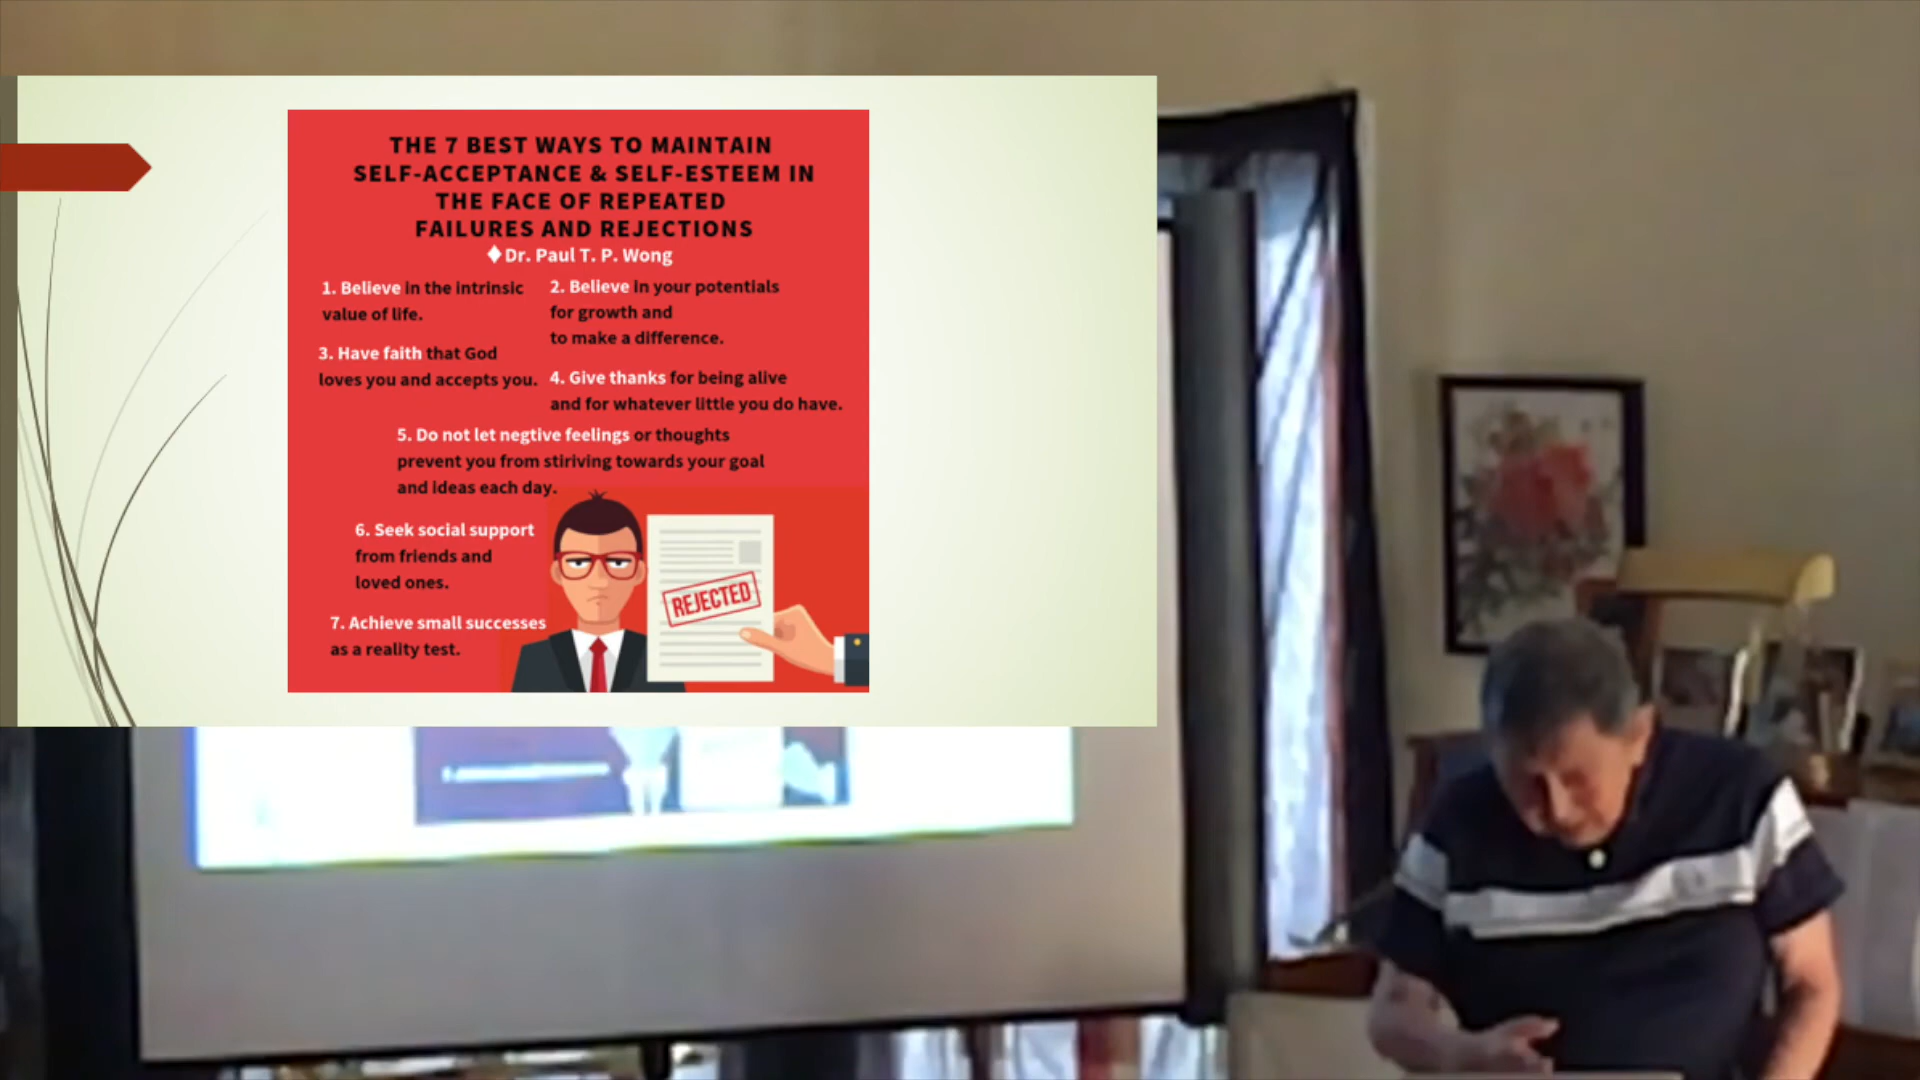 THE 7 BEST WAYS TO MAINTAIN
SELF-ACCEPTANCE & SELF-ESTEEM IN
THE FACE OF REPEATED
FAILURES AND REJECTIONS
Dr. Paul T. P. Wong
1. Believe in the intrinsic
value of life.
2. Believe in your potentials
for growth and
to make a difference.
3. Have faith that God
loves you and accepts you.
4. Give thanks for being alive
and for whatever little you do have.
5. Do not let negtive feelings or thoughts
prevent you from stiriving towards your goal
and ideas each day.
6. Seek social support
from friends and
loved ones.
7. Achieve small successes
as a reality test.
REJECTED